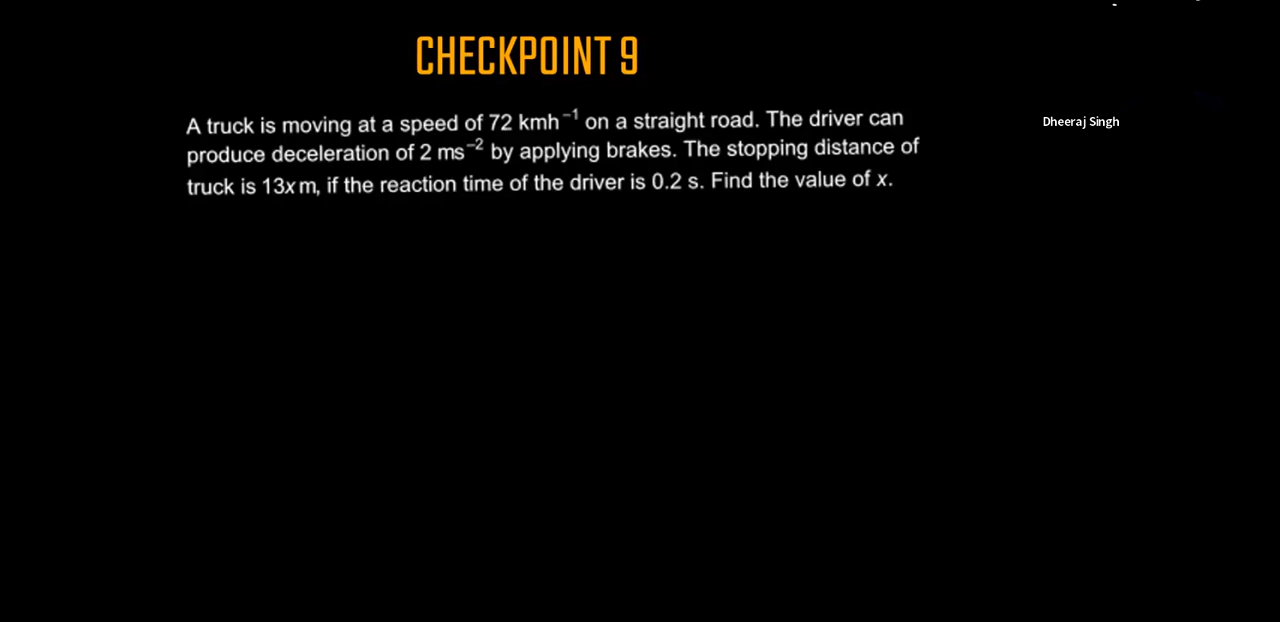 CHECKPOINT 9
A truck is moving at a speed of 72 kmh⁻¹ on a straight road. The driver can
Dheeraj Singh
produce deceleration of 2 ms⁻² by applying brakes. The stopping distance of
truck is 13x m, if the reaction time of the driver is 0.2 s. Find the value of x.